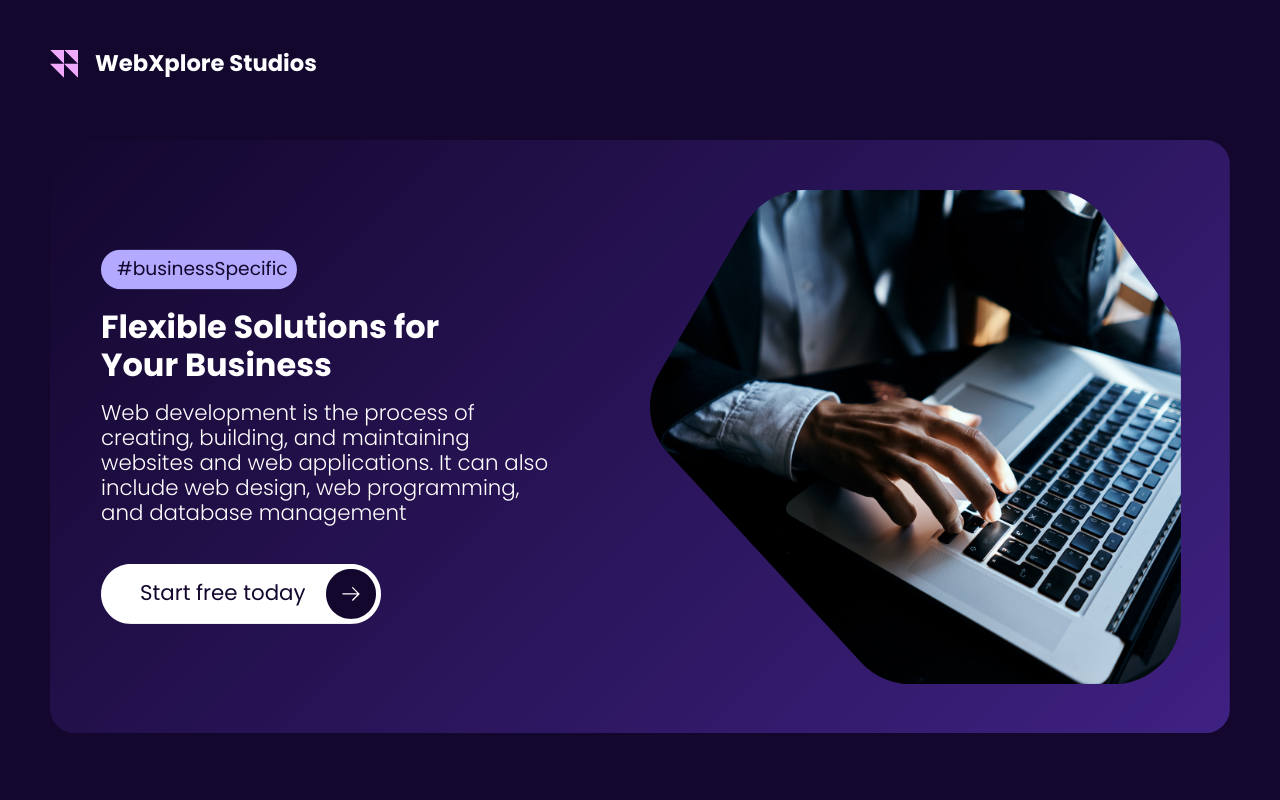 WebXplore Studios
#businessSpecific
Flexible Solutions for
Your Business
Web development is the process of
creating, building, and maintaining
websites and web applications. It can also
include web design, web programming,
and database management
Start free today